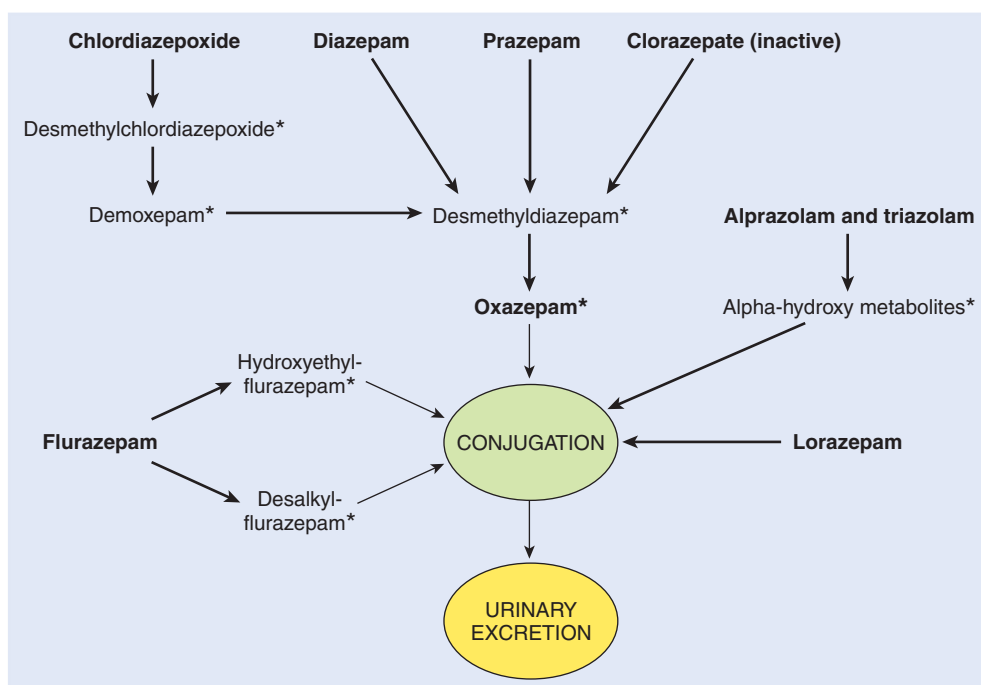 Chlordiazepoxide
Diazepam
Prazepam
Clorazepate (inactive)
Desmethylchlordiazepoxide*
Demoxepam*
Desmethyldiazepam*
Alprazolam and triazolam
Oxazepam*
Alpha-hydroxy metabolites*
Hydroxyethyl-
flurazepam*
Flurazepam
CONJUGATION
Lorazepam
Desalkyl-
flurazepam*
URINARY
EXCRETION